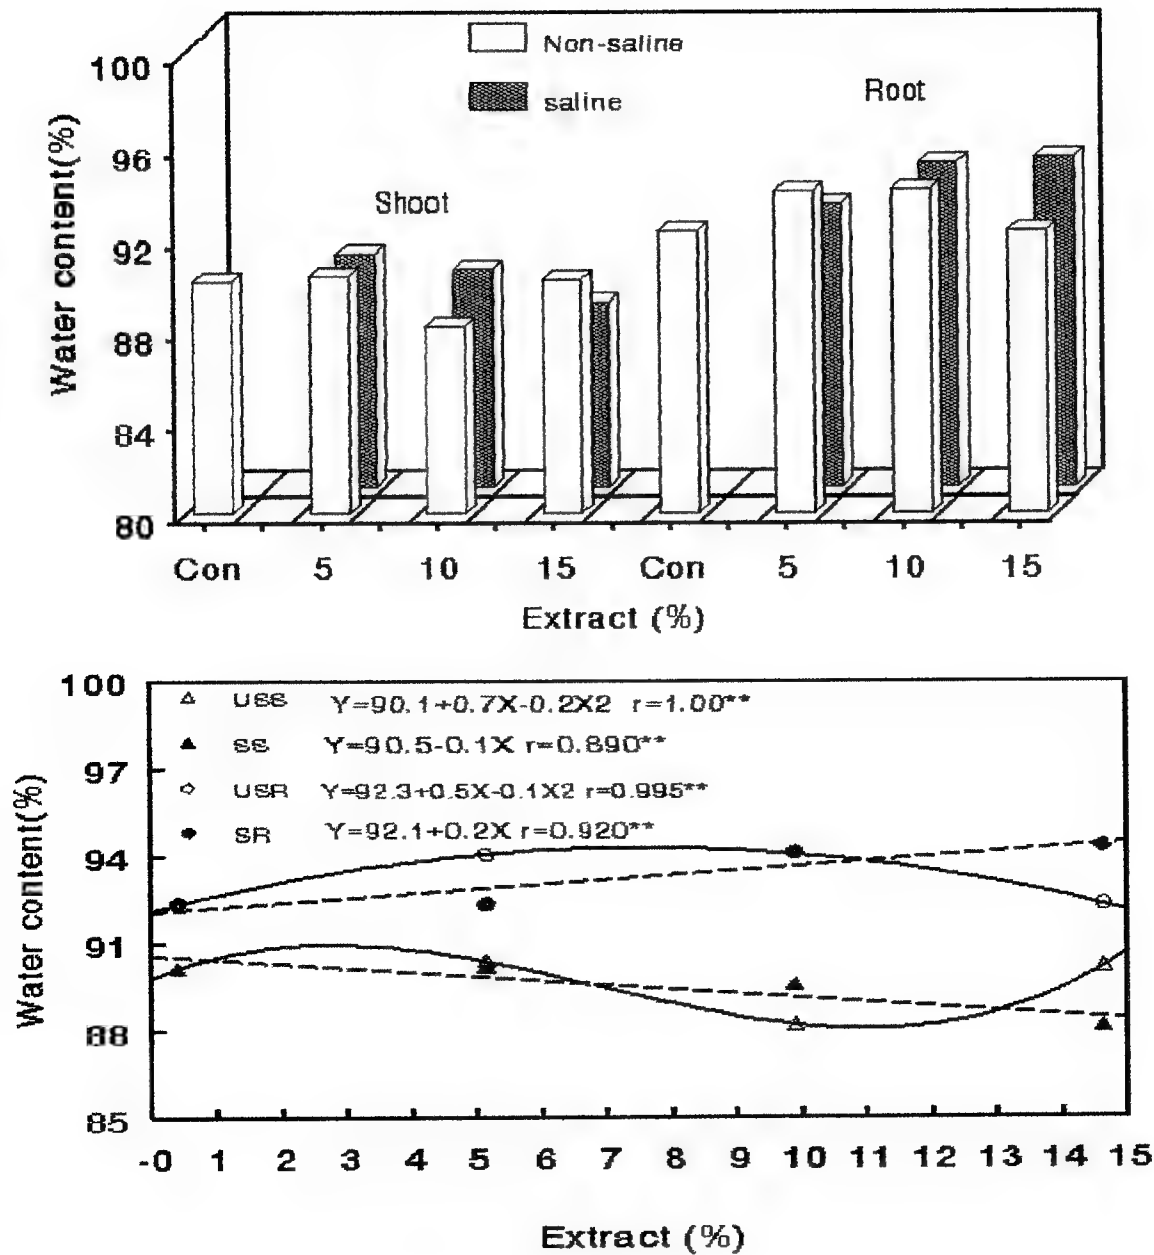 Non-saline
saline
Root
Shoot
Water content(%)
100
96
92
88
84
80
Con 5 10 15 Con 5 10 15
Extract (%)
Water content(%)
100
97
94
91
88
85
USS Y=90.1+0.7X-0.2X2 r=1.00**
SS Y=90.5-0.1X r=0.890**
USR Y=92.3+0.5X-0.1X2 r=0.995**
SR Y=92.1+0.2X r=0.920**
-0 1 2 3 4 5 6 7 8 9 10 11 12 13 14 15
Extract (%)